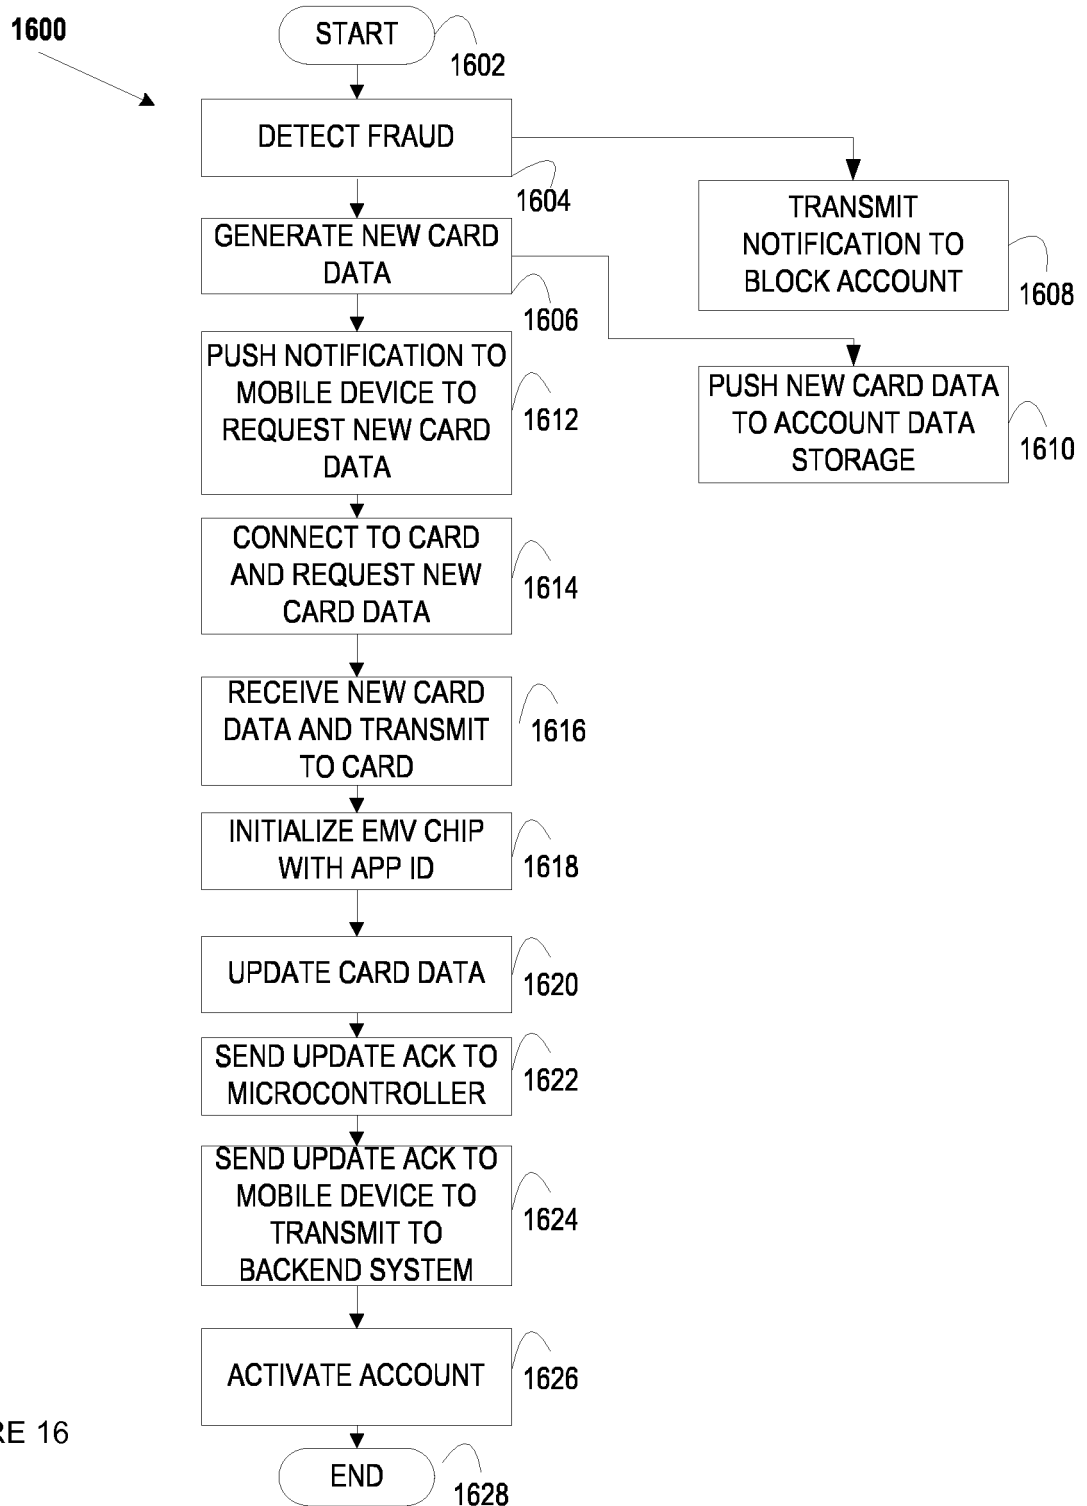 1600
START
1602
DETECT FRAUD
1604
TRANSMIT
NOTIFICATION TO
BLOCK ACCOUNT
1608
GENERATE NEW CARD
DATA
1606
PUSH NEW CARD DATA
TO ACCOUNT DATA
STORAGE
1610
PUSH NOTIFICATION TO
MOBILE DEVICE TO
REQUEST NEW CARD
DATA
1612
CONNECT TO CARD
AND REQUEST NEW
CARD DATA
1614
RECEIVE NEW CARD
DATA AND TRANSMIT
TO CARD
1616
INITIALIZE EMV CHIP
WITH APP ID
1618
UPDATE CARD DATA
1620
SEND UPDATE ACK TO
MICROCONTROLLER
1622
SEND UPDATE ACK TO
MOBILE DEVICE TO
TRANSMIT TO
BACKEND SYSTEM
1624
ACTIVATE ACCOUNT
1626
RE 16
END
1628